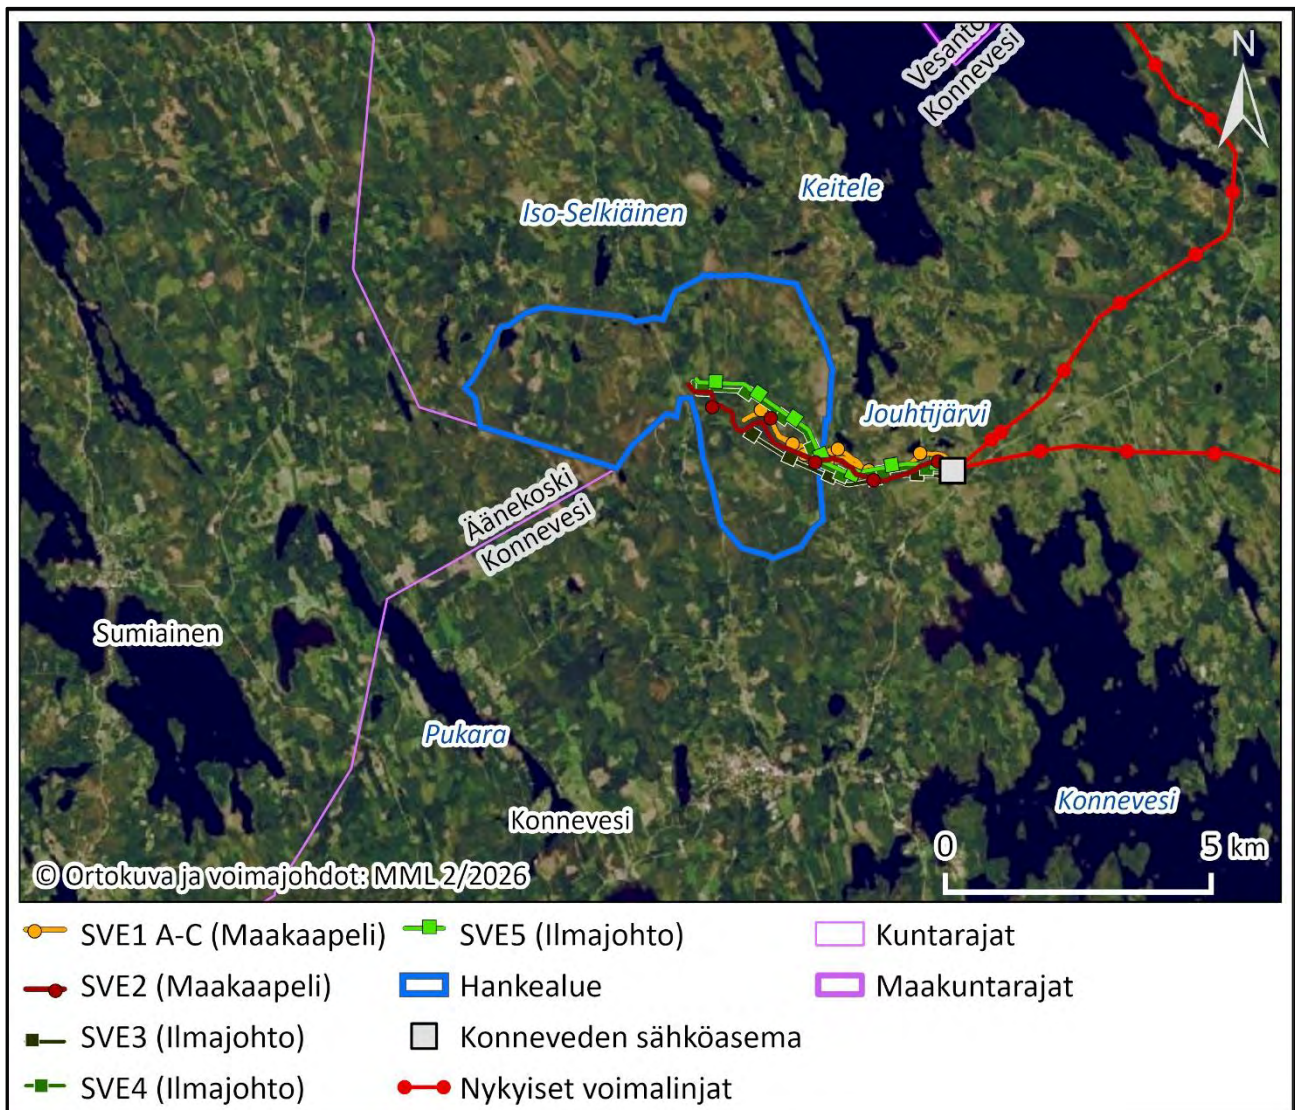 Vesanto
Konnevesi
N
Keitele
Iso-Selkiäinen
Jouhtijärvi
Äänekoski
Konnevesi
Sumiainen
Pukara
Konnevesi
Konnevesi
0 5 km
© Ortokuva ja voimajohdot: MML 2/2026
SVE1 A-C (Maakaapeli)
SVE2 (Maakaapeli)
SVE3 (Ilmajohto)
SVE4 (Ilmajohto)
SVE5 (Ilmajohto)
Hankealue
Konneveden sähköasema
Nykyiset voimalinjat
Kuntarajat
Maakuntarajat